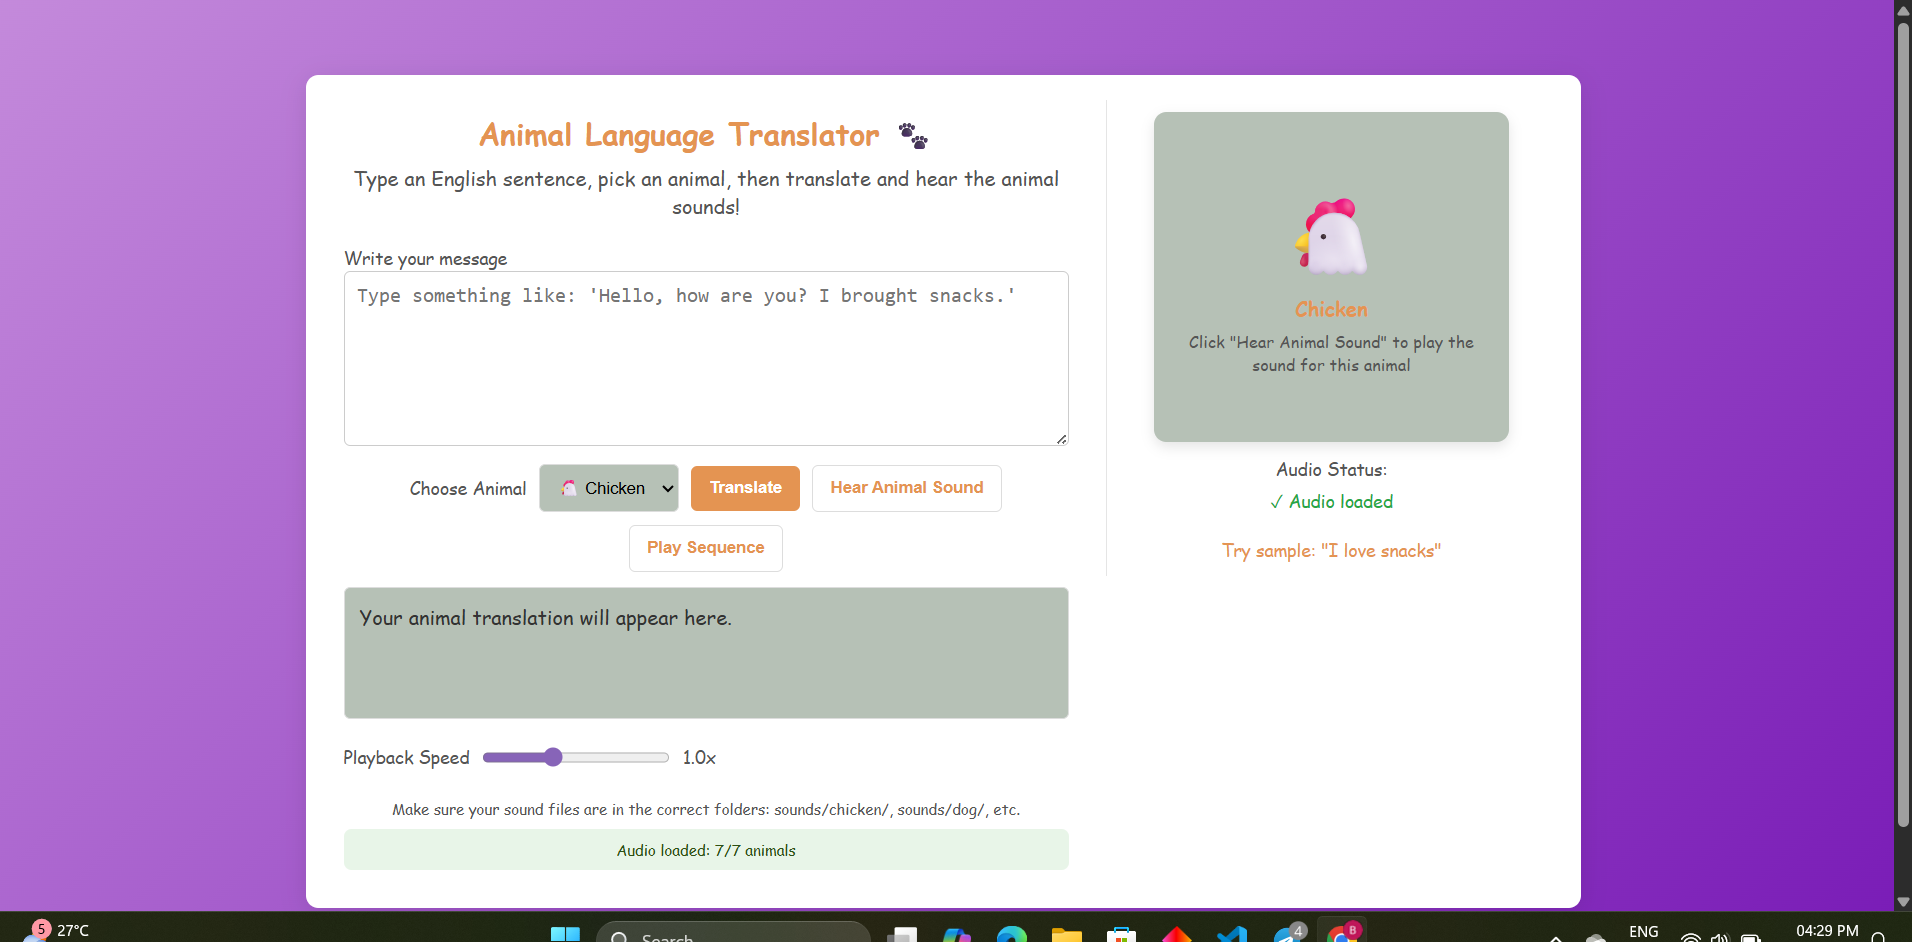 Animal Language Translator
Type an English sentence, pick an animal, then translate and hear the animal
sounds!
Write your message
Type something like: 'Hello, how are you? I brought snacks.'
Choose Animal
Chicken
Translate
Hear Animal Sound
Play Sequence
Your animal translation will appear here.
Playback Speed
1.0x
Make sure your sound files are in the correct folders: sounds/chicken/, sounds/dog/, etc.
Audio loaded: 7/7 animals
Chicken
Click "Hear Animal Sound" to play the
sound for this animal
Audio Status:
✓ Audio loaded
Try sample: "I love snacks"
5
27°C
Search
4
B
ENG
04:29 PM